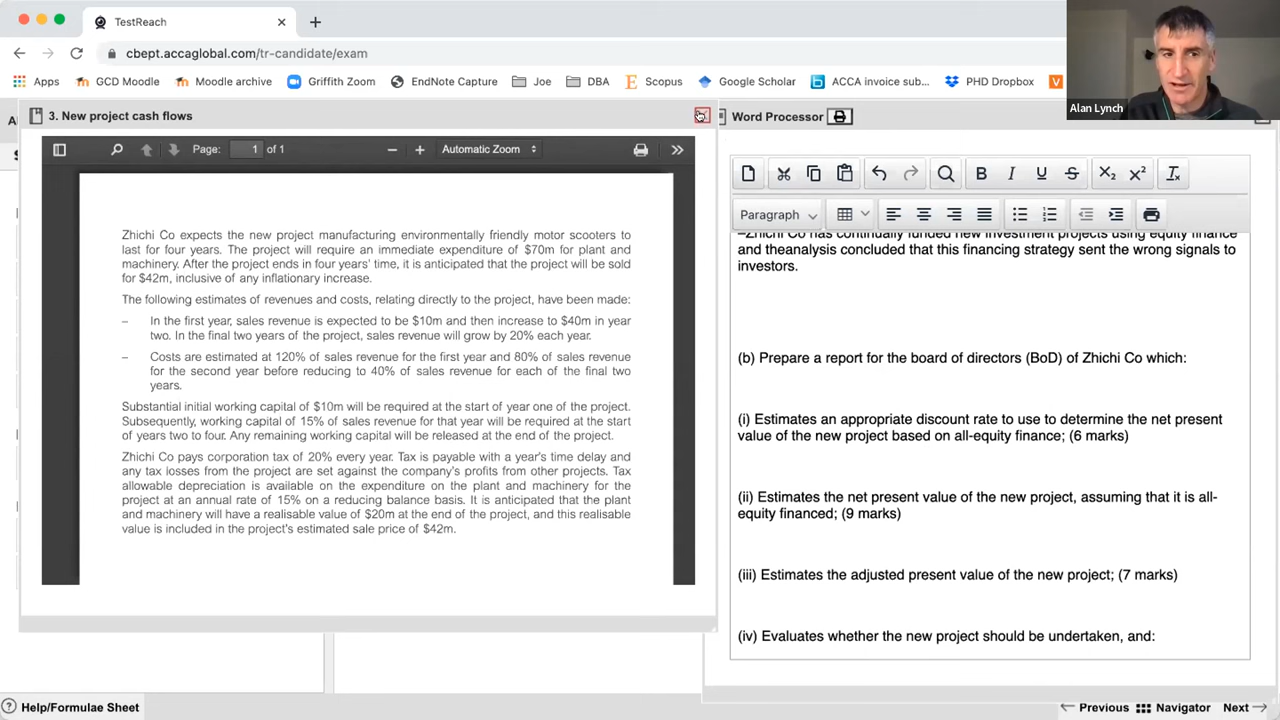 TestReach
cbept.accaglobal.com/tr-candidate/exam
Apps
GCD Moodle
Moodle archive
Griffith Zoom
EndNote Capture
Joe
DBA
Scopus
Google Scholar
ACCA invoice sub...
PHD Dropbox
Alan Lynch
3. New project cash flows
Page: 1 of 1
Automatic Zoom
Zhichi Co expects the new project manufacturing environmentally friendly motor scooters to
last for four years. The project will require an immediate expenditure of $70m for plant and
machinery. After the project ends in four years' time, it is anticipated that the project will be sold
for $42m, inclusive of any inflationary increase.
The following estimates of revenues and costs, relating directly to the project, have been made:
– In the first year, sales revenue is expected to be $10m and then increase to $40m in year
two. In the final two years of the project, sales revenue will grow by 20% each year.
– Costs are estimated at 120% of sales revenue for the first year and 80% of sales revenue
for the second year before reducing to 40% of sales revenue for each of the final two
years.
Substantial initial working capital of $10m will be required at the start of year one of the project.
Subsequently, working capital of 15% of sales revenue for that year will be required at the start
of years two to four. Any remaining working capital will be released at the end of the project.
Zhichi Co pays corporation tax of 20% every year. Tax is payable with a year's time delay and
any tax losses from the project are set against the company's profits from other projects. Tax
allowable depreciation is available on the expenditure on the plant and machinery for the
project at an annual rate of 15% on a reducing balance basis. It is anticipated that the plant
and machinery will have a realisable value of $20m at the end of the project, and this realisable
value is included in the project's estimated sale price of $42m.
Word Processor
Paragraph
–Zhichi Co has continually funded new investment projects using equity finance
and theanalysis concluded that this financing strategy sent the wrong signals to
investors.
(b) Prepare a report for the board of directors (BoD) of Zhichi Co which:
(i) Estimates an appropriate discount rate to use to determine the net present
value of the new project based on all-equity finance; (6 marks)
(ii) Estimates the net present value of the new project, assuming that it is all-
equity financed; (9 marks)
(iii) Estimates the adjusted present value of the new project; (7 marks)
(iv) Evaluates whether the new project should be undertaken, and:
Help/Formulae Sheet
Previous
Navigator
Next